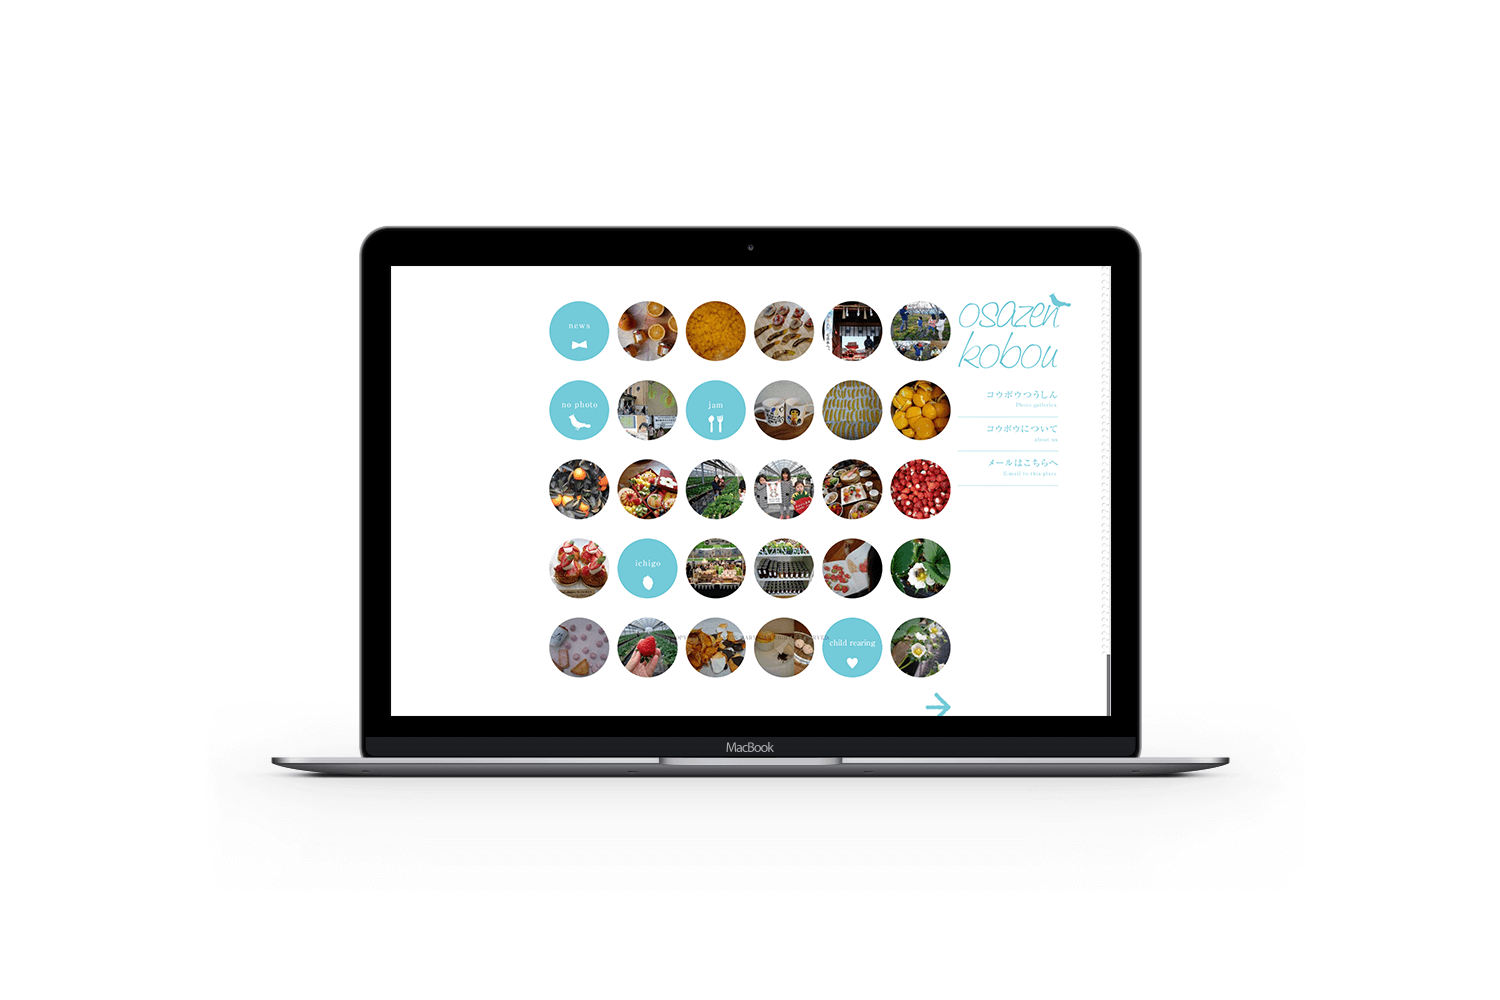 news
osazen
kobou
コウボウつうしん
Photo galleries
no photo
jam
コウボウについて
about us
メールはこちらへ
E-mail to this place
ichigo
child rearing
MacBook